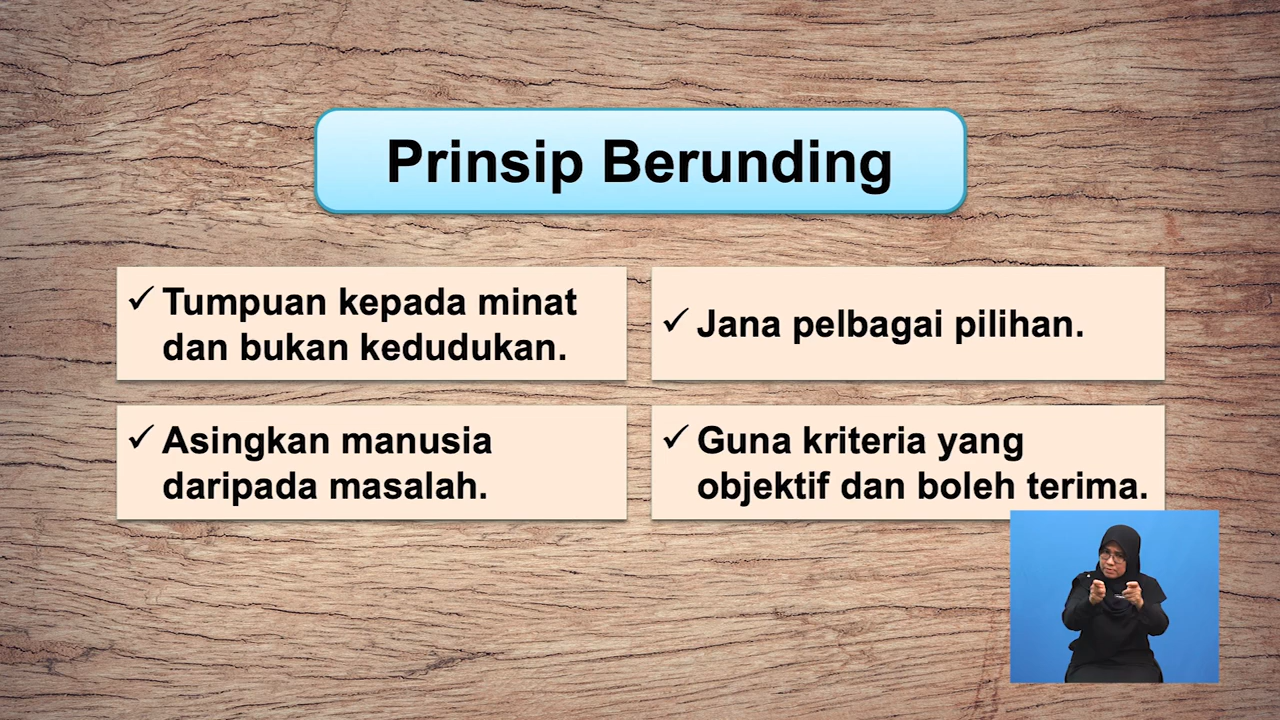 Prinsip Berunding
✓ Tumpuan kepada minat
dan bukan kedudukan.
✓ Jana pelbagai pilihan.
✓ Asingkan manusia
daripada masalah.
✓ Guna kriteria yang
objektif dan boleh terima.